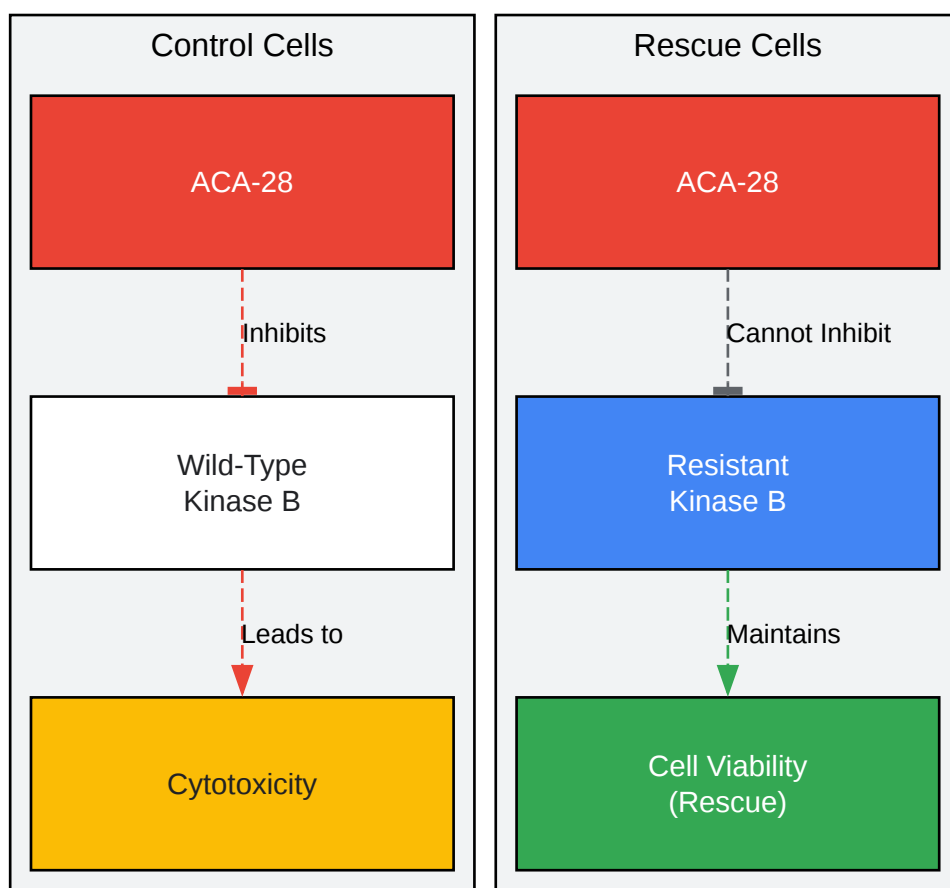 Control Cells
ACA-28
Inhibits
Wild-Type
Kinase B
Leads to
Cytotoxicity
Rescue Cells
ACA-28
Cannot Inhibit
Resistant
Kinase B
Maintains
Cell Viability
(Rescue)